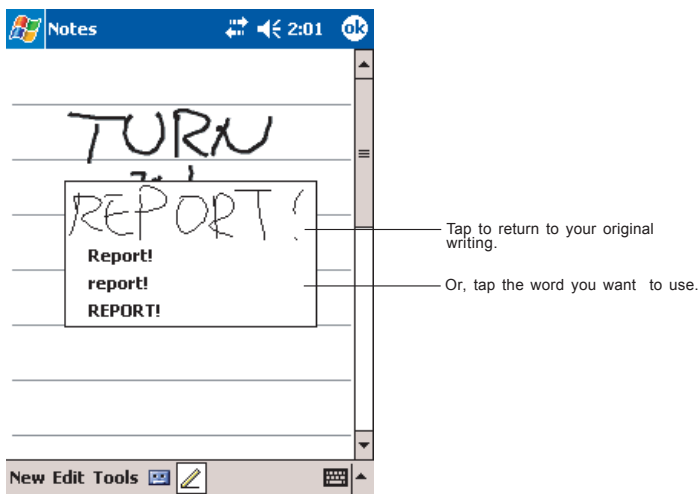 Notes 2:01 ok
TURN
REPORT!
Report!
report!
REPORT!
Tap to return to your original
writing.
Or, tap the word you want to use.
New Edit Tools